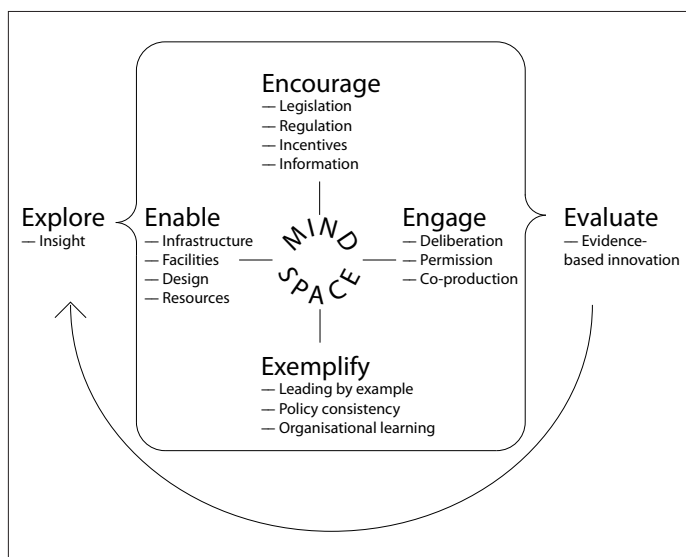 Encourage
— Legislation
— Regulation
— Incentives
— Information
Explore
— Insight
Enable
— Infrastructure
— Facilities
— Design
— Resources
MIND
SPACE
Engage
— Deliberation
— Permission
— Co-production
Evaluate
— Evidence-
based innovation
Exemplify
— Leading by example
— Policy consistency
— Organisational learning